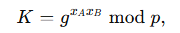 K = g^{x_A x_B} mod p,